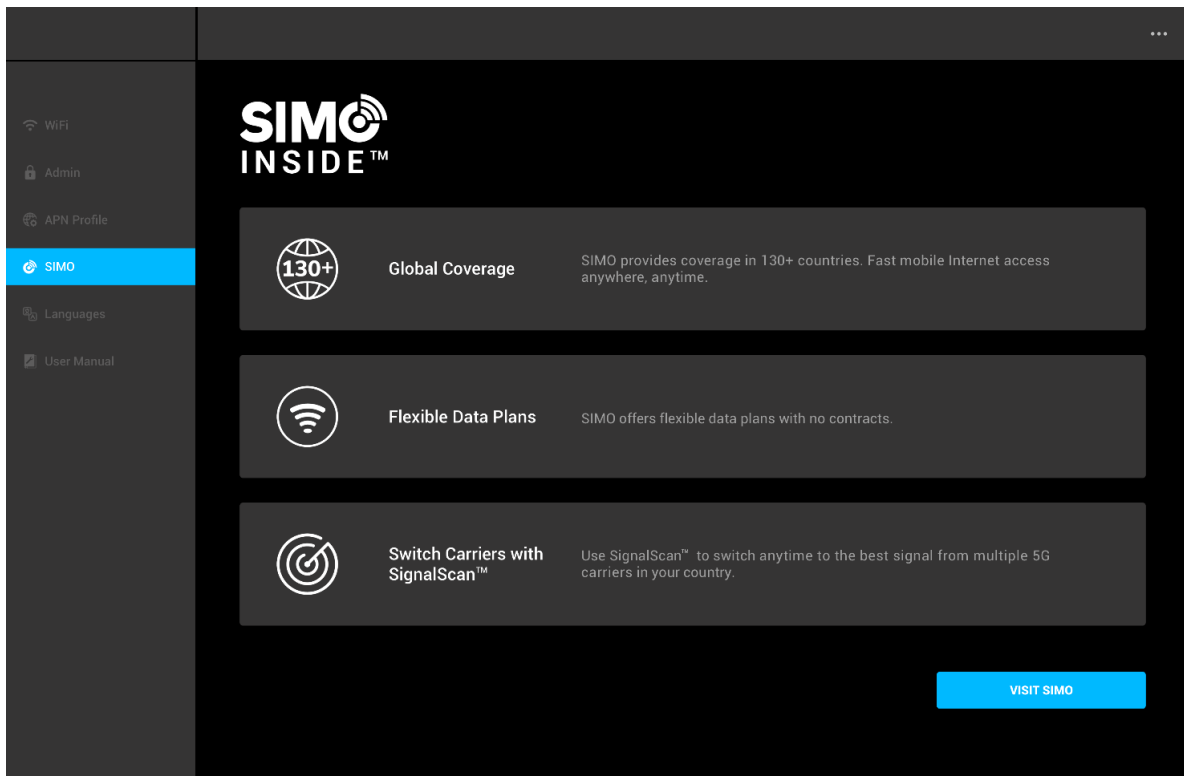 WiFi
Admin
APN Profile
SIMO
Languages
User Manual
SIMO
INSIDE™
130+
Global Coverage
SIMO provides coverage in 130+ countries. Fast mobile Internet access
anywhere, anytime.
Flexible Data Plans
SIMO offers flexible data plans with no contracts.
Switch Carriers with
SignalScan™
Use SignalScan™ to switch anytime to the best signal from multiple 5G
carriers in your country.
VISIT SIMO